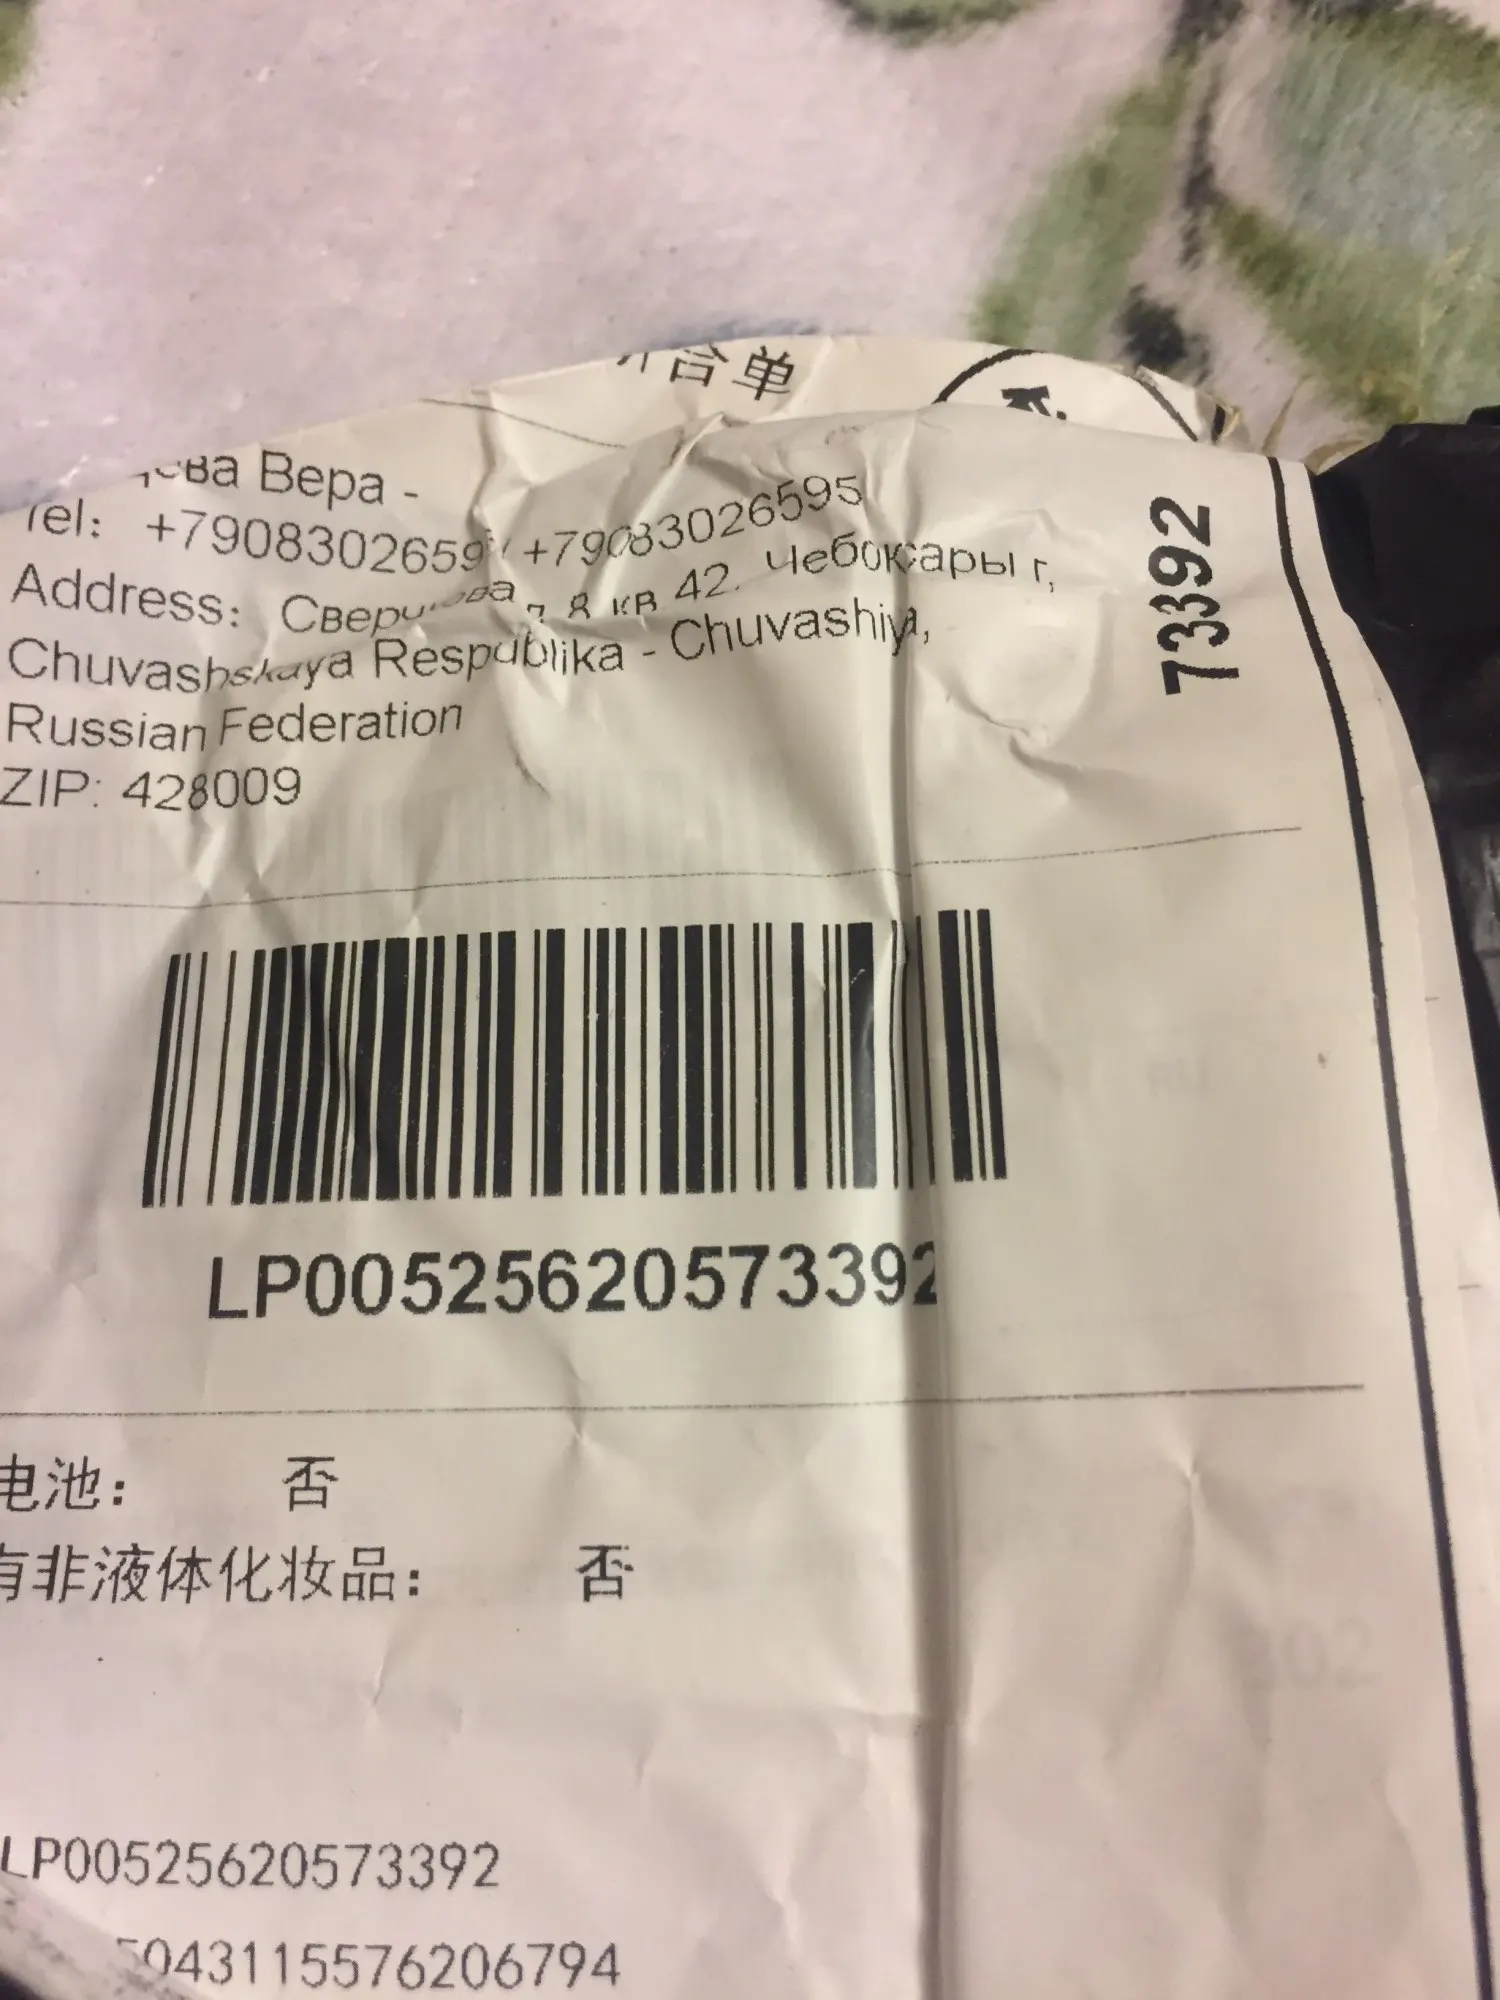 合单
Вера -
Tel: +7908302659 +79083026595
73392
Address: 8 кв 42. Чебоксары г,
Chuvashskaya Respublika - Chuvashiya,
Russian Federation
ZIP: 428009
LP00525620573392
电池: 否
有非液体化妆品: 否
LP00525620573392
5043115576206794